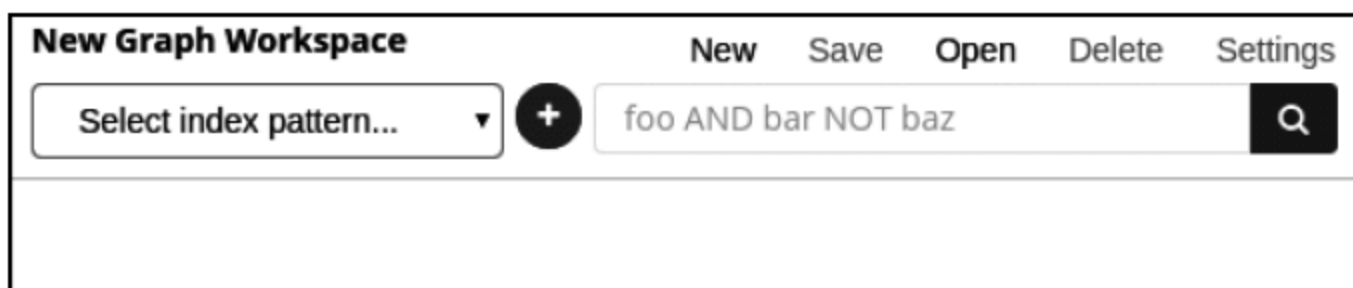 New Graph Workspace
New Save Open Delete Settings
Select index pattern...
foo AND bar NOT baz